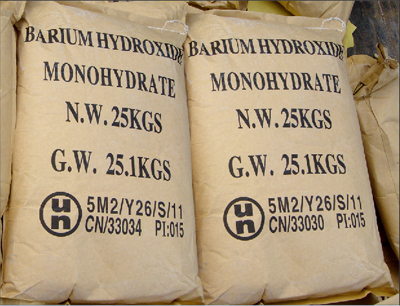 BARIUM HYDROXIDE
MONOHYDRATE
N.W. 25KGS
G.W. 25.1KGS
un 5M2/Y26/S/11
CN/33034 PI:015
BARIUM HYDROXIDE
MONOHYDRATE
N.W. 25KGS
G.W. 25.1KGS
un 5M2/Y26/S/11
CN/33030 PI:015